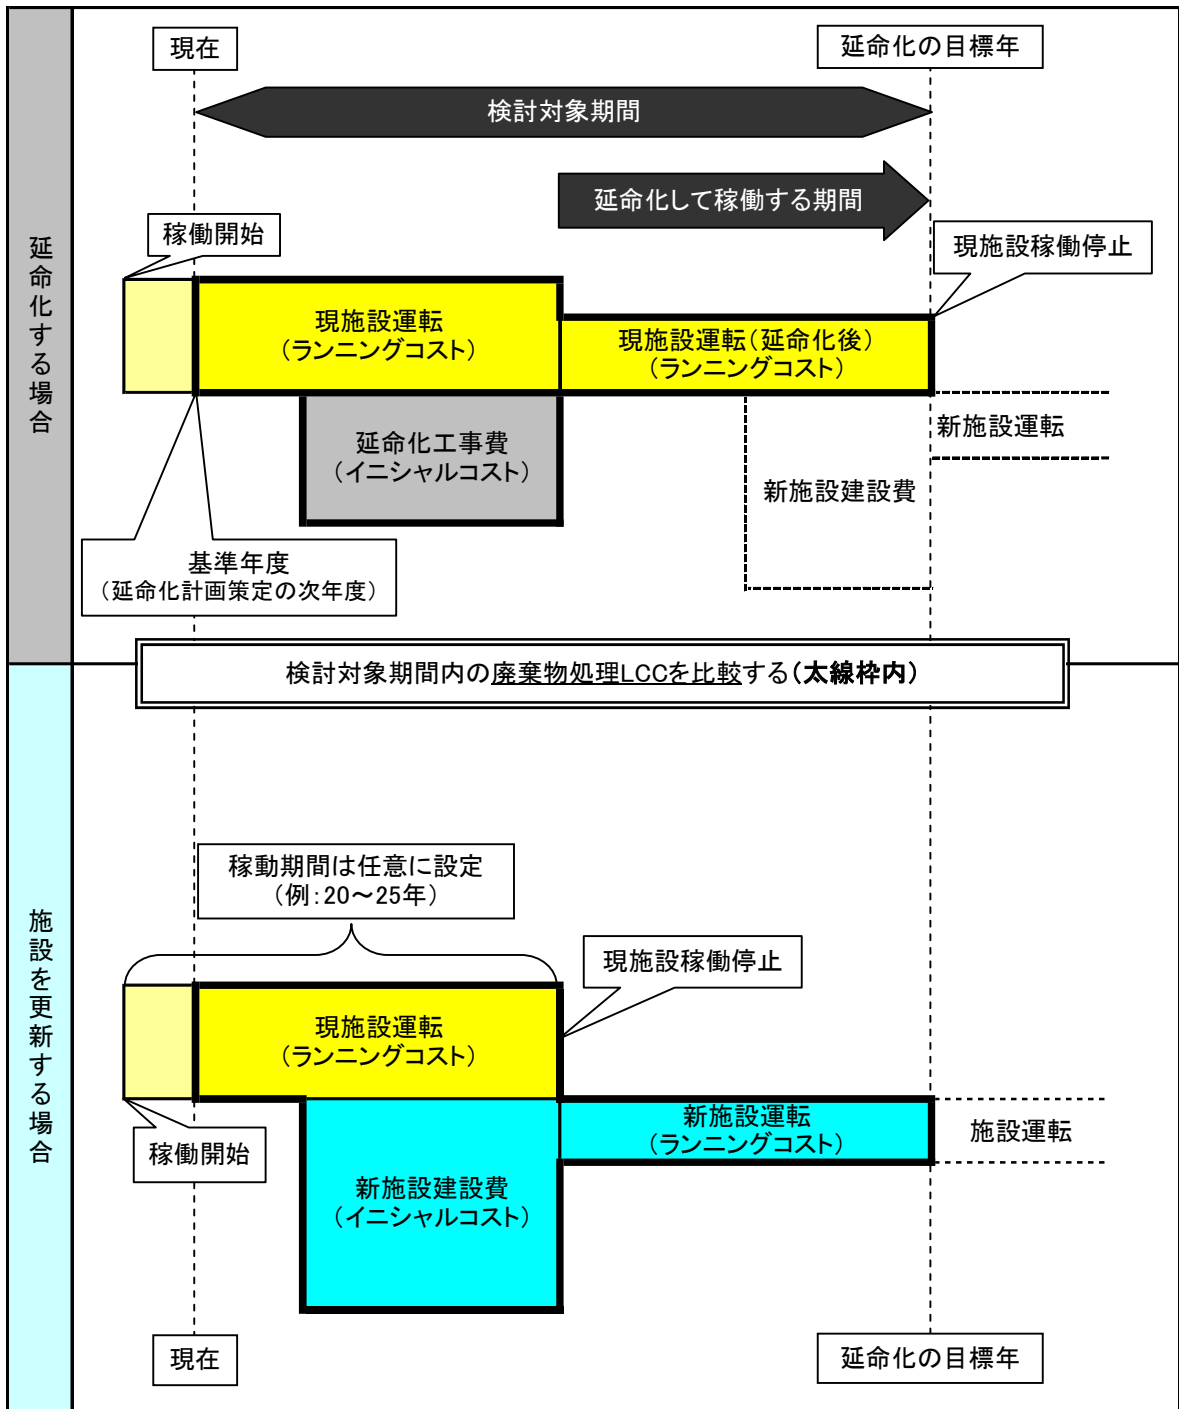 現在
延命化の目標年
検討対象期間
延命化して稼働する期間
稼働開始
現施設稼働停止
延命化する場合
現施設運転
（ランニングコスト）
現施設運転（延命化後）
（ランニングコスト）
延命化工事費
（イニシャルコスト）
新施設運転
新施設建設費
基準年度
（延命化計画策定の次年度）
検討対象期間内の廃棄物処理LCCを比較する（太線枠内）
稼動期間は任意に設定
（例：20～25年）
施設を更新する場合
現施設稼働停止
現施設運転
（ランニングコスト）
稼働開始
新施設運転
（ランニングコスト）
施設運転
新施設建設費
（イニシャルコスト）
現在
延命化の目標年